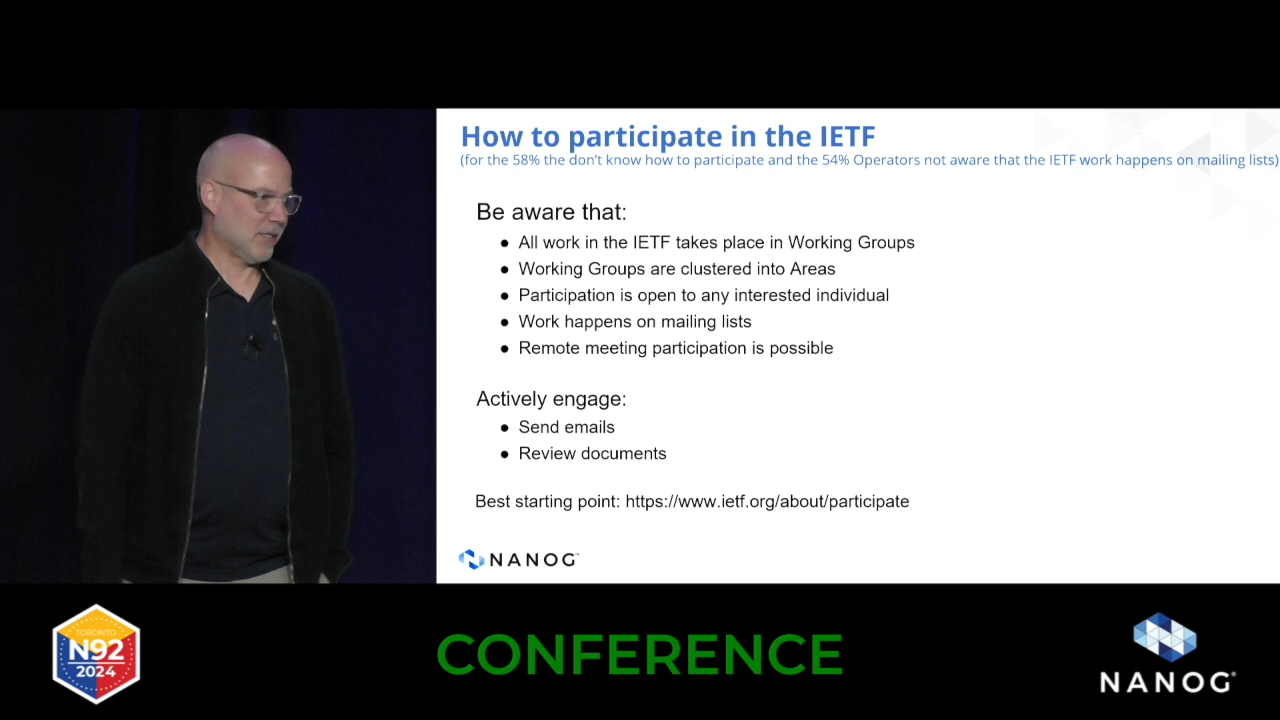 How to participate in the IETF
(for the 58% the don't know how to participate and the 54% Operators not aware that the IETF work happens on mailing lists)
Be aware that:
● All work in the IETF takes place in Working Groups
● Working Groups are clustered into Areas
● Participation is open to any interested individual
● Work happens on mailing lists
● Remote meeting participation is possible
Actively engage:
● Send emails
● Review documents
Best starting point: https://www.ietf.org/about/participate
NANOG™
TORONTO
N92
2024
CONFERENCE
NANOG®